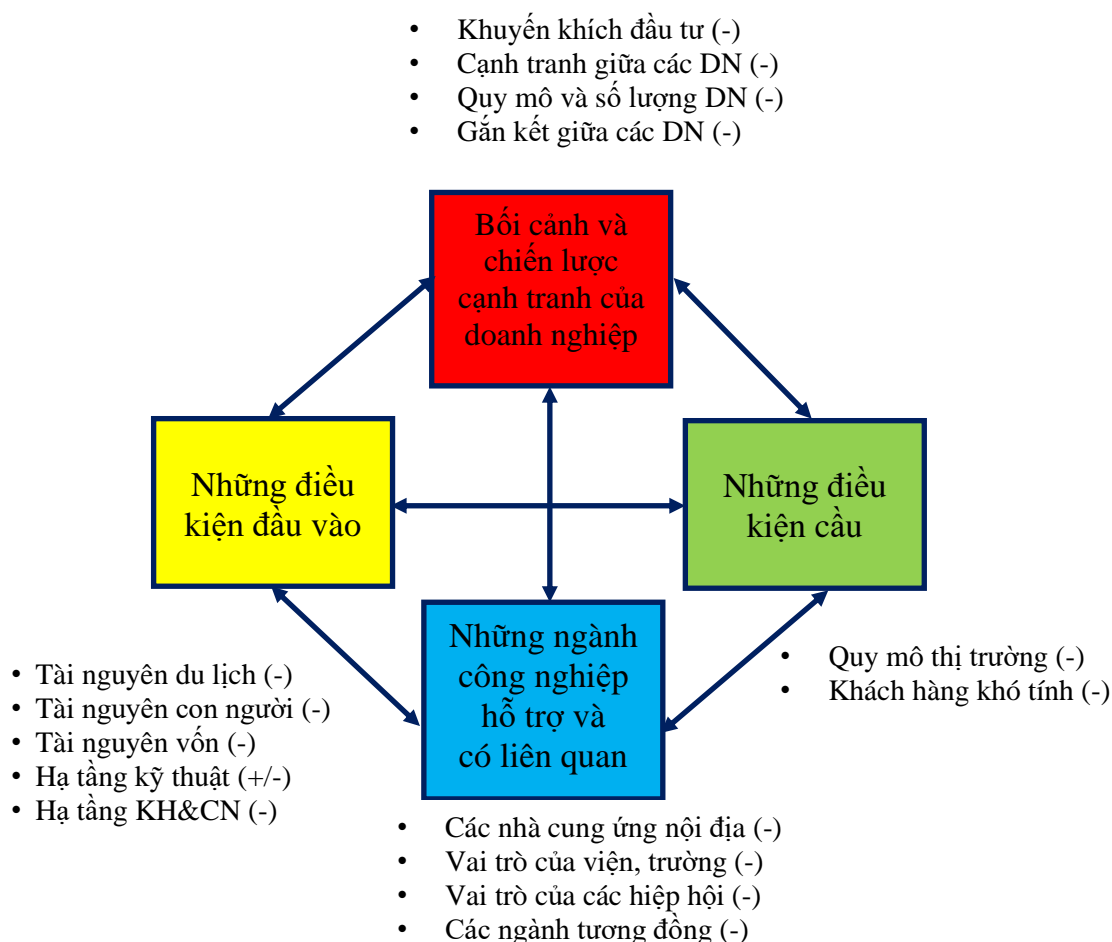 • Khuyến khích đầu tư (-)
• Cạnh tranh giữa các DN (-)
• Quy mô và số lượng DN (-)
• Gắn kết giữa các DN (-)
Bối cảnh và
chiến lược
cạnh tranh của
doanh nghiệp
Những điều
kiện đầu vào
Những điều
kiện cầu
Những ngành
công nghiệp
hỗ trợ và
có liên quan
• Tài nguyên du lịch (-)
• Tài nguyên con người (-)
• Tài nguyên vốn (-)
• Hạ tầng kỹ thuật (+/-)
• Hạ tầng KH&CN (-)
• Quy mô thị trường (-)
• Khách hàng khó tính (-)
• Các nhà cung ứng nội địa (-)
• Vai trò của viện, trường (-)
• Vai trò của các hiệp hội (-)
• Các ngành tương đồng (-)